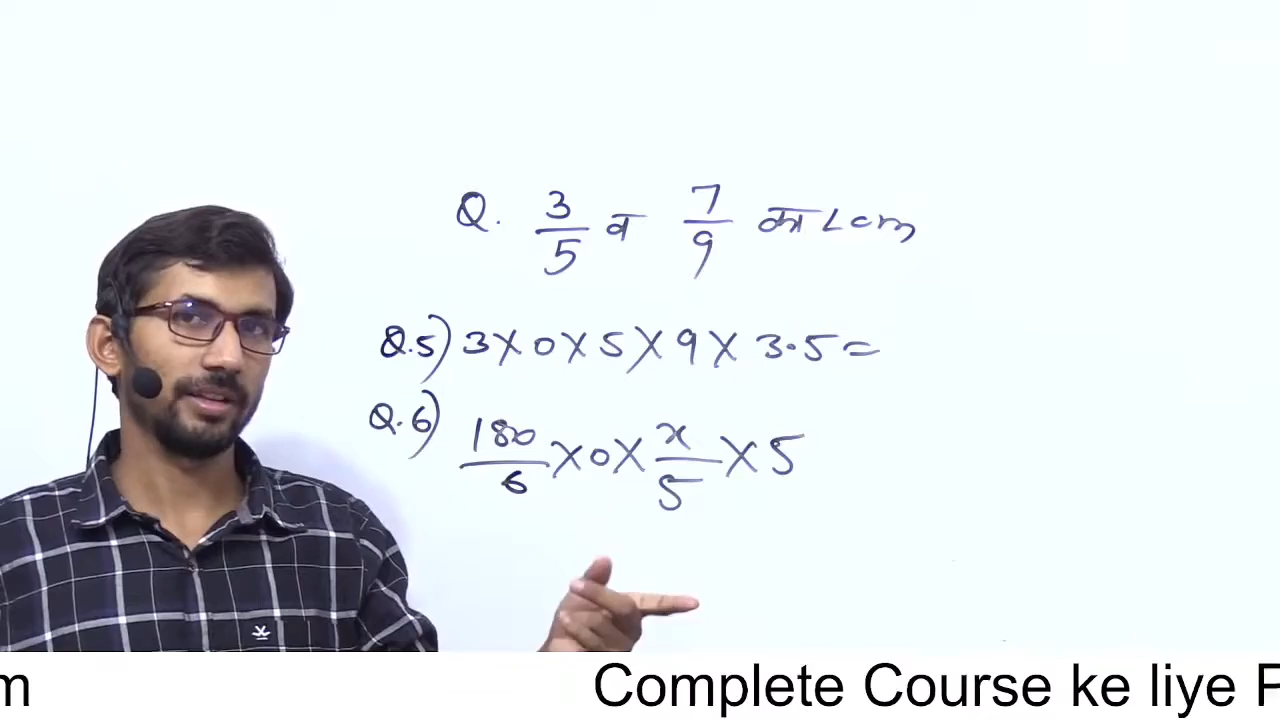 Q. 3/5 व 7/9 का Lcm
Q.5) 3×0×5×9×3.5=
Q.6) 180/6×0×x/5×5
m Complete Course ke liye P